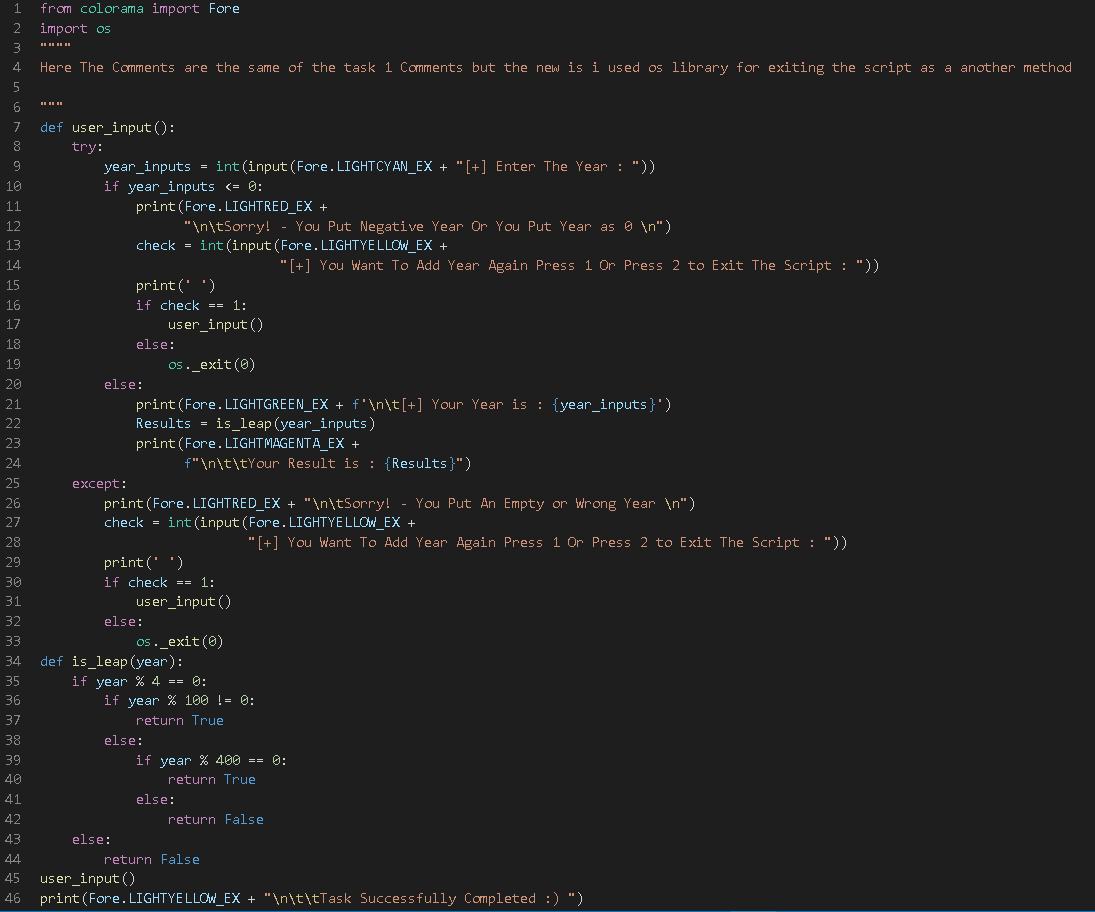 1 from colorama import Fore
2 import os
3 """"
4 Here The Comments are the same of the task 1 Comments but the new is i used os library for exiting the script as a another method
5
6 """
7 def user_input():
8     try:
9         year_inputs = int(input(Fore.LIGHTCYAN_EX + "[+] Enter The Year : "))
10         if year_inputs <= 0:
11             print(Fore.LIGHTRED_EX +
12                   "\n\tSorry! - You Put Negative Year Or You Put Year as 0 \n")
13             check = int(input(Fore.LIGHTYELLOW_EX +
14                               "[+] You Want To Add Year Again Press 1 Or Press 2 to Exit The Script : "))
15             print(' ')
16             if check == 1:
17                 user_input()
18             else:
19                 os._exit(0)
20         else:
21             print(Fore.LIGHTGREEN_EX + f'\n\t[+] Your Year is : {year_inputs}')
22             Results = is_leap(year_inputs)
23             print(Fore.LIGHTMAGENTA_EX +
24                   f"\n\t\tYour Result is : {Results}")
25     except:
26         print(Fore.LIGHTRED_EX + "\n\tSorry! - You Put An Empty or Wrong Year \n")
27         check = int(input(Fore.LIGHTYELLOW_EX +
28                           "[+] You Want To Add Year Again Press 1 Or Press 2 to Exit The Script : "))
29         print(' ')
30         if check == 1:
31             user_input()
32         else:
33             os._exit(0)
34 def is_leap(year):
35     if year % 4 == 0:
36         if year % 100 != 0:
37             return True
38         else:
39             if year % 400 == 0:
40                 return True
41             else:
42                 return False
43     else:
44         return False
45 user_input()
46 print(Fore.LIGHTYELLOW_EX + "\n\t\tTask Successfully Completed :) ")